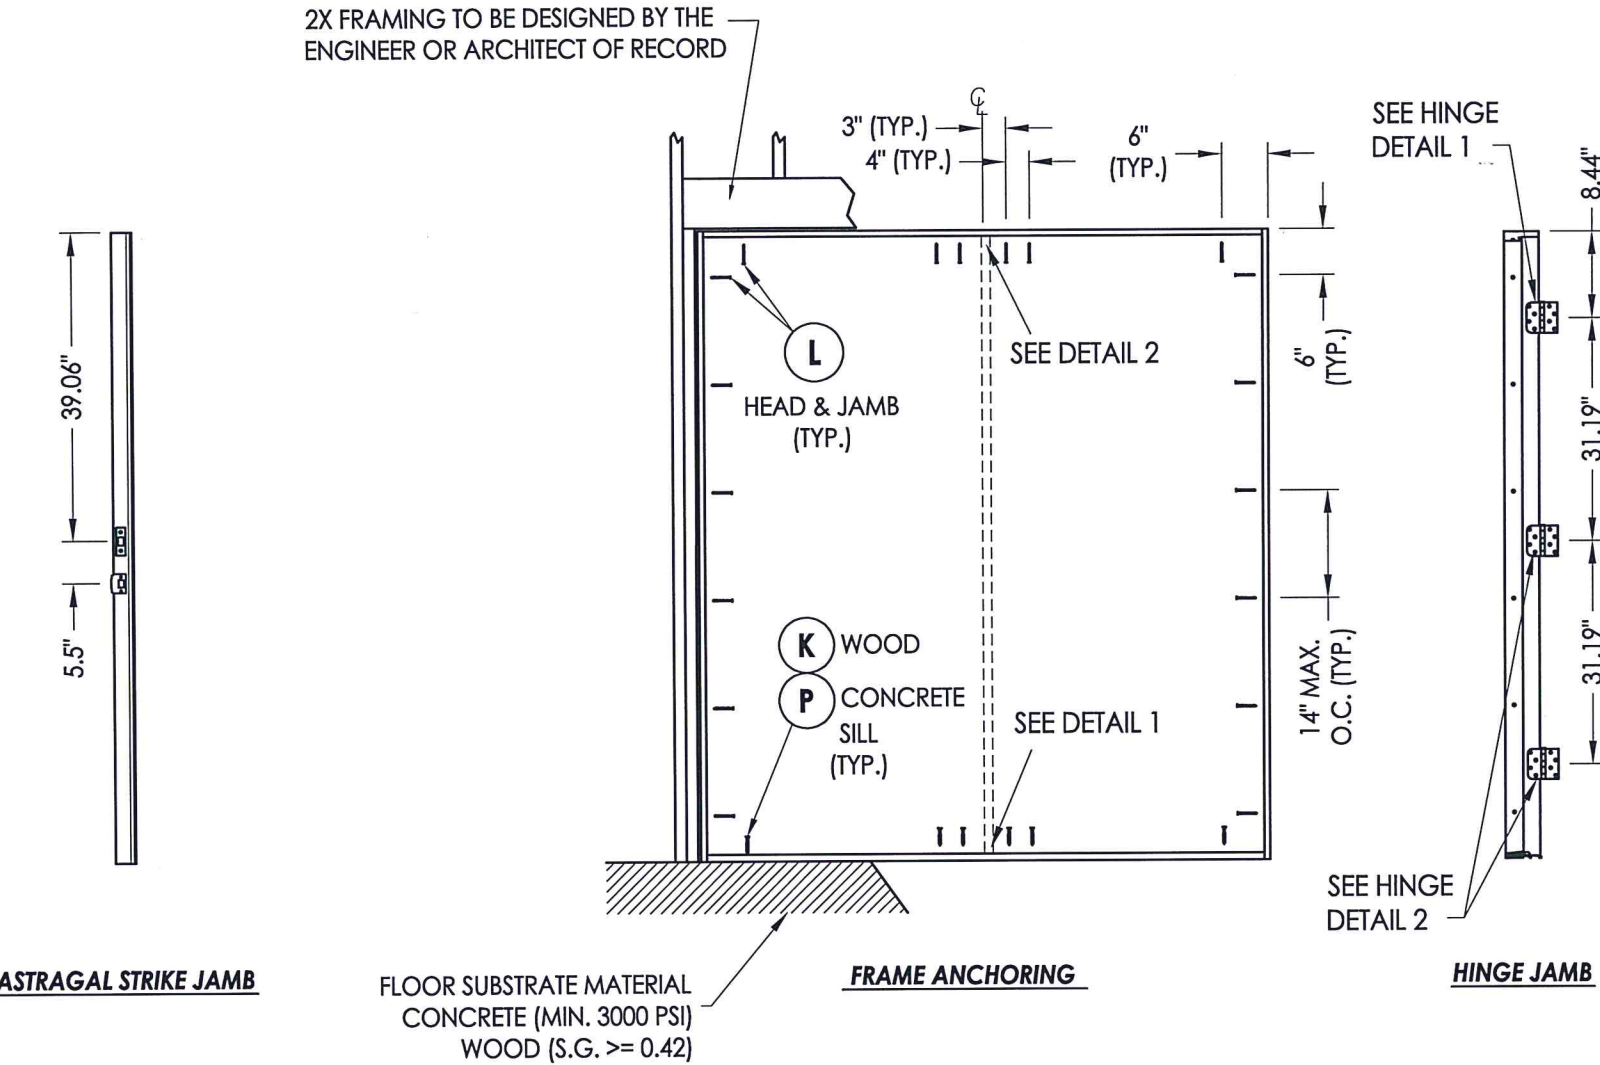 2X FRAMING TO BE DESIGNED BY THE
ENGINEER OR ARCHITECT OF RECORD
℄
3" (TYP.)
4" (TYP.)
6"
(TYP.)
SEE HINGE
DETAIL 1
8.44"
39.06"
5.5"
L
HEAD & JAMB
(TYP.)
SEE DETAIL 2
6"
(TYP.)
31.19"
K WOOD
P CONCRETE
SILL
(TYP.)
SEE DETAIL 1
14" MAX.
O.C. (TYP.)
31.19"
SEE HINGE
DETAIL 2
ASTRAGAL STRIKE JAMB
FRAME ANCHORING
HINGE JAMB
FLOOR SUBSTRATE MATERIAL
CONCRETE (MIN. 3000 PSI)
WOOD (S.G. >= 0.42)